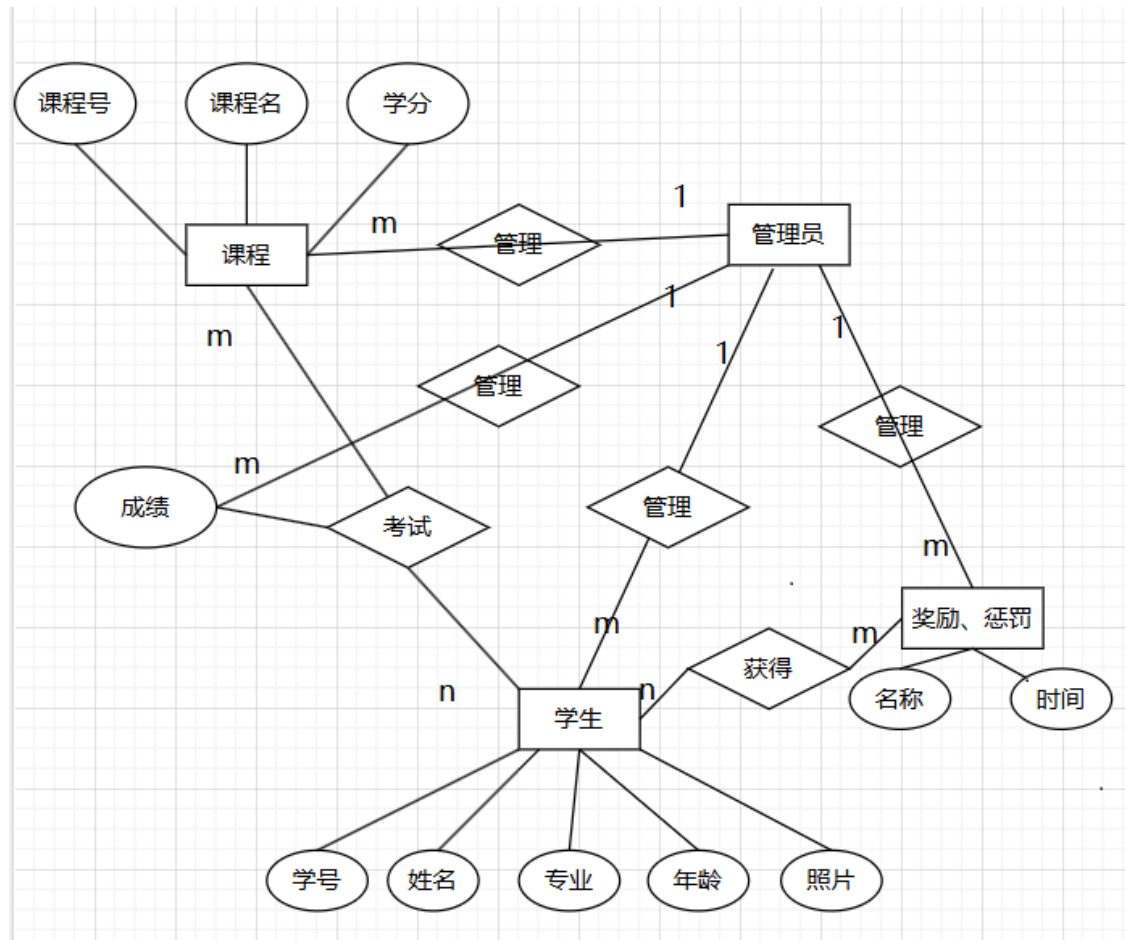 课程号
课程名
学分
m
1
管理
管理员
课程
1
m
1
1
管理
管理
m
成绩
管理
考试
m
m
奖励、惩罚
m
获得
n
n
名称
时间
学生
学号
姓名
专业
年龄
照片